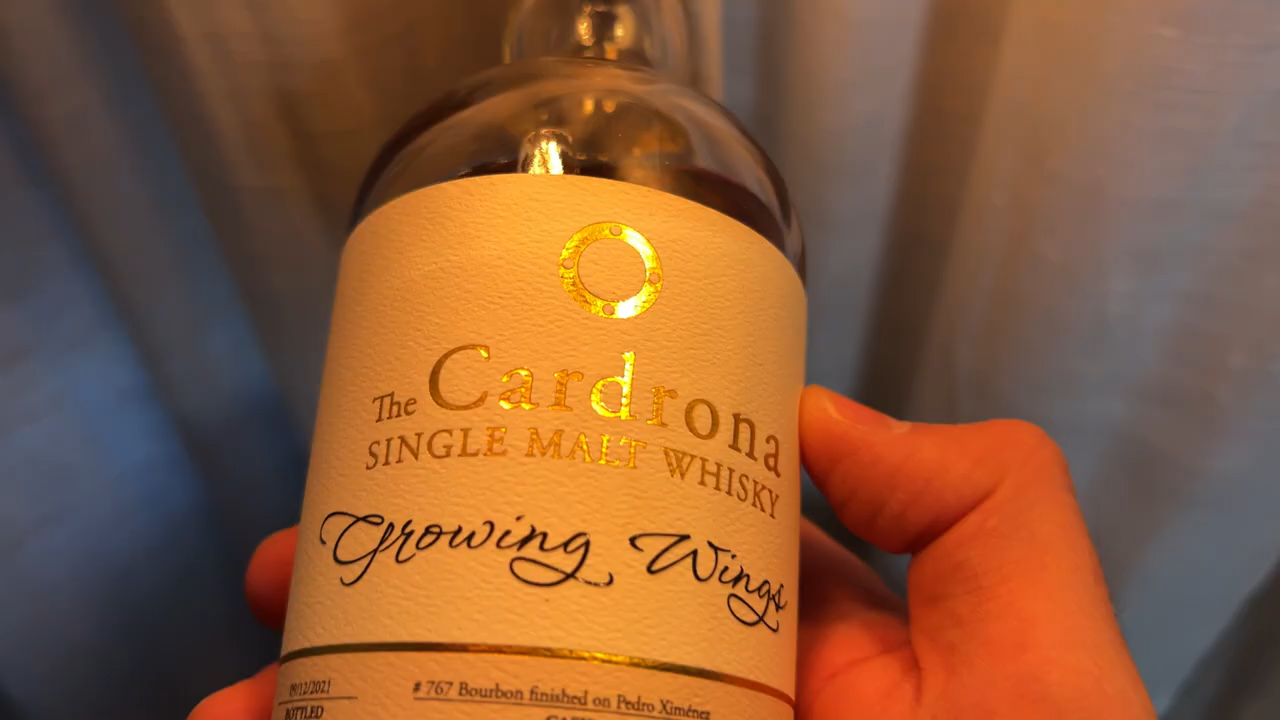 The Cardrona
SINGLE MALT WHISKY
Growing Wings
09/12/2021
BOTTLED
# 767 Bourbon finished on Pedro Ximénez